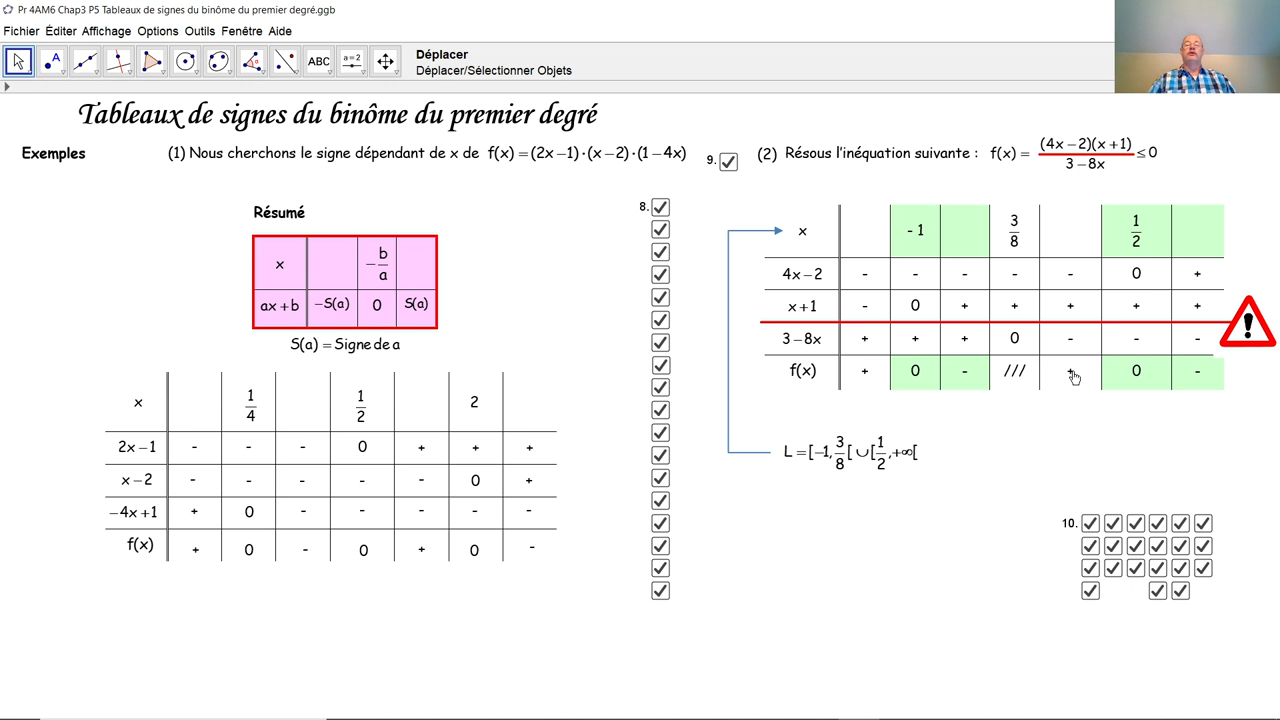 Pr 4AM6 Chap3 P5 Tableaux de signes du binôme du premier degré.ggb
Fichier Éditer Affichage Options Outils Fenêtre Aide
A ABC a=2
Déplacer
Déplacer/Sélectionner Objets
Tableaux de signes du binôme du premier degré
Exemples
(1) Nous cherchons le signe dépendant de x de f(x)=(2x−1)·(x−2)·(1−4x)
9.
(2) Résous l'inéquation suivante : f(x) = (4x−2)(x+1)/(3−8x) ≤ 0
Résumé
x −b/a
ax+b −S(a) 0 S(a)
S(a) = Signe de a
x 1/4 1/2 2
2x−1 - - - 0 + + +
x−2 - - - - - 0 +
−4x+1 + 0 - - - - -
f(x) + 0 - 0 + 0 -
8.
x -1 3/8 1/2
4x−2 - - - - - 0 +
x+1 - 0 + + + + +
3−8x + + + 0 - - -
f(x) + 0 - /// + 0 -
!
L = [−1, 3/8[ ∪ [1/2, +∞[
10.